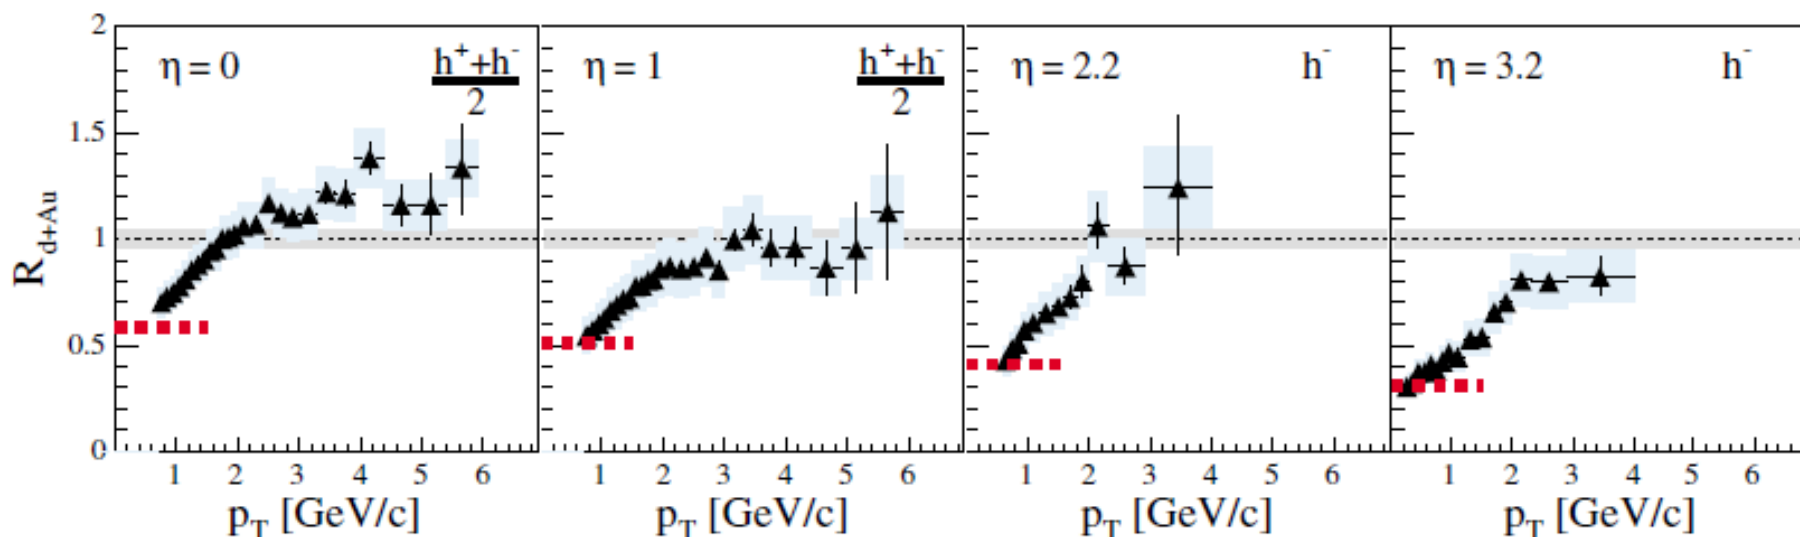 R_{d+Au}
2
1.5
1
0.5
0
η = 0
h⁺+h⁻
2
1 2 3 4 5 6
p_T [GeV/c]
η = 1
h⁺+h⁻
2
1 2 3 4 5 6
p_T [GeV/c]
η = 2.2 h⁻
1 2 3 4 5 6
p_T [GeV/c]
η = 3.2 h⁻
1 2 3 4 5 6
p_T [GeV/c]